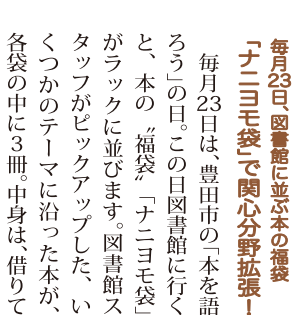 毎月23日、図書館に並ぶ本の福袋
「ナニヨモ袋」で関心分野拡張！
毎月23日は、豊田市の「本を語
ろう」の日。この日図書館に行く
と、本の〝福袋〟「ナニヨモ袋」
がラックに並びます。図書館ス
タッフがピックアップした、い
くつかのテーマに沿った本が、
各袋の中に３冊。中身は、借りて